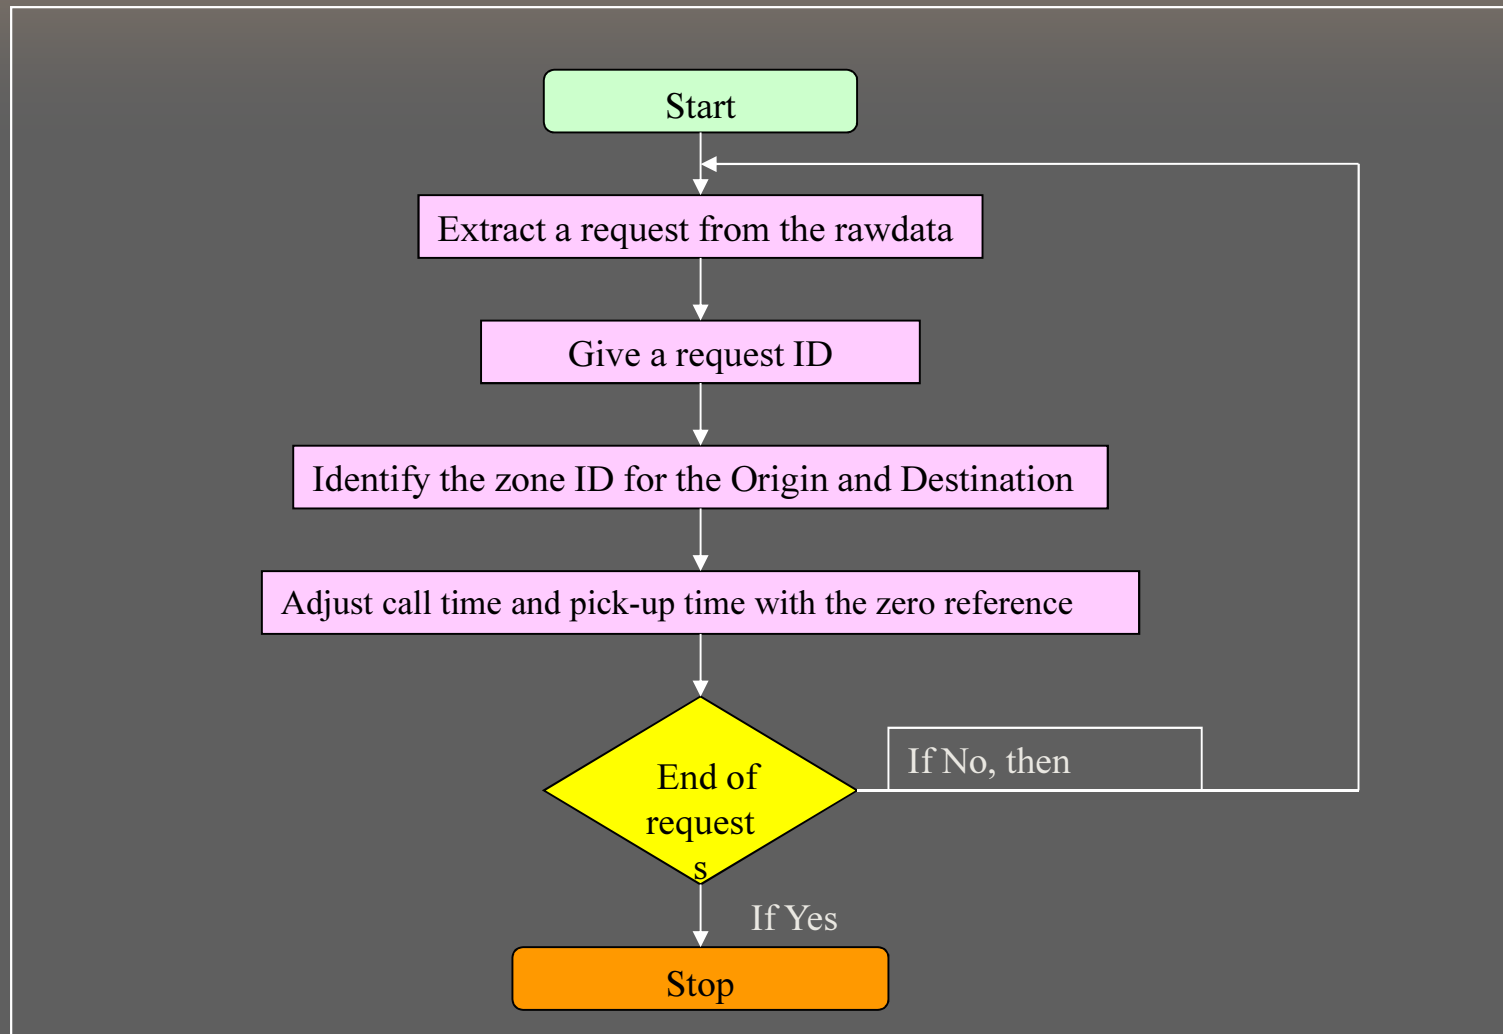 Start
Extract a request from the rawdata
Give a request ID
Identify the zone ID for the Origin and Destination
Adjust call time and pick-up time with the zero reference
If No, then
End of
request
s
If Yes
Stop